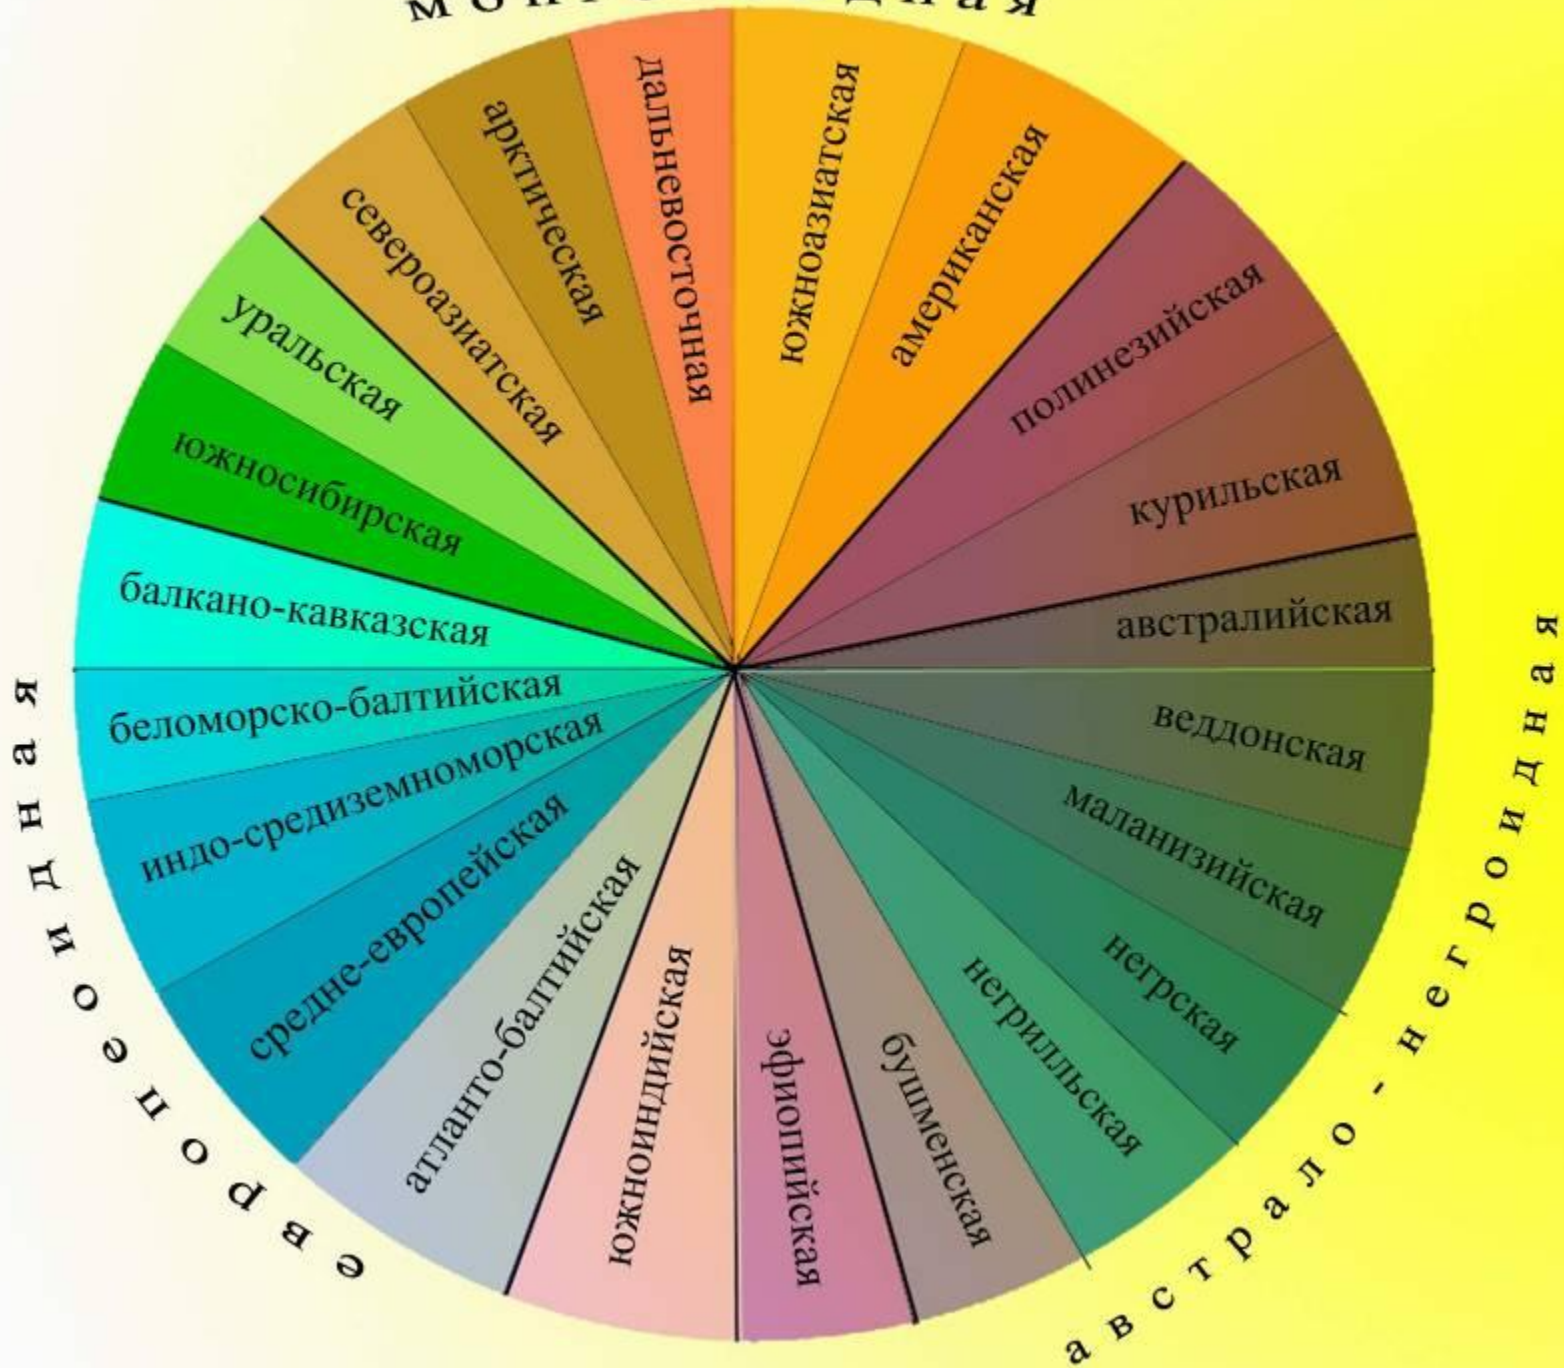 дальневосточная
южноазиатская
американская
полинезийская
курильская
австралийская
веддонская
маланизийская
негрская
негрилльская
бушменская
эфиопийская
южноиндийская
атланто-балтийская
средне-европейская
индо-средиземноморская
беломорско-балтийская
балкано-кавказская
южносибирская
уральская
североазиатская
арктическая
австрало-негроидная
европеоидная